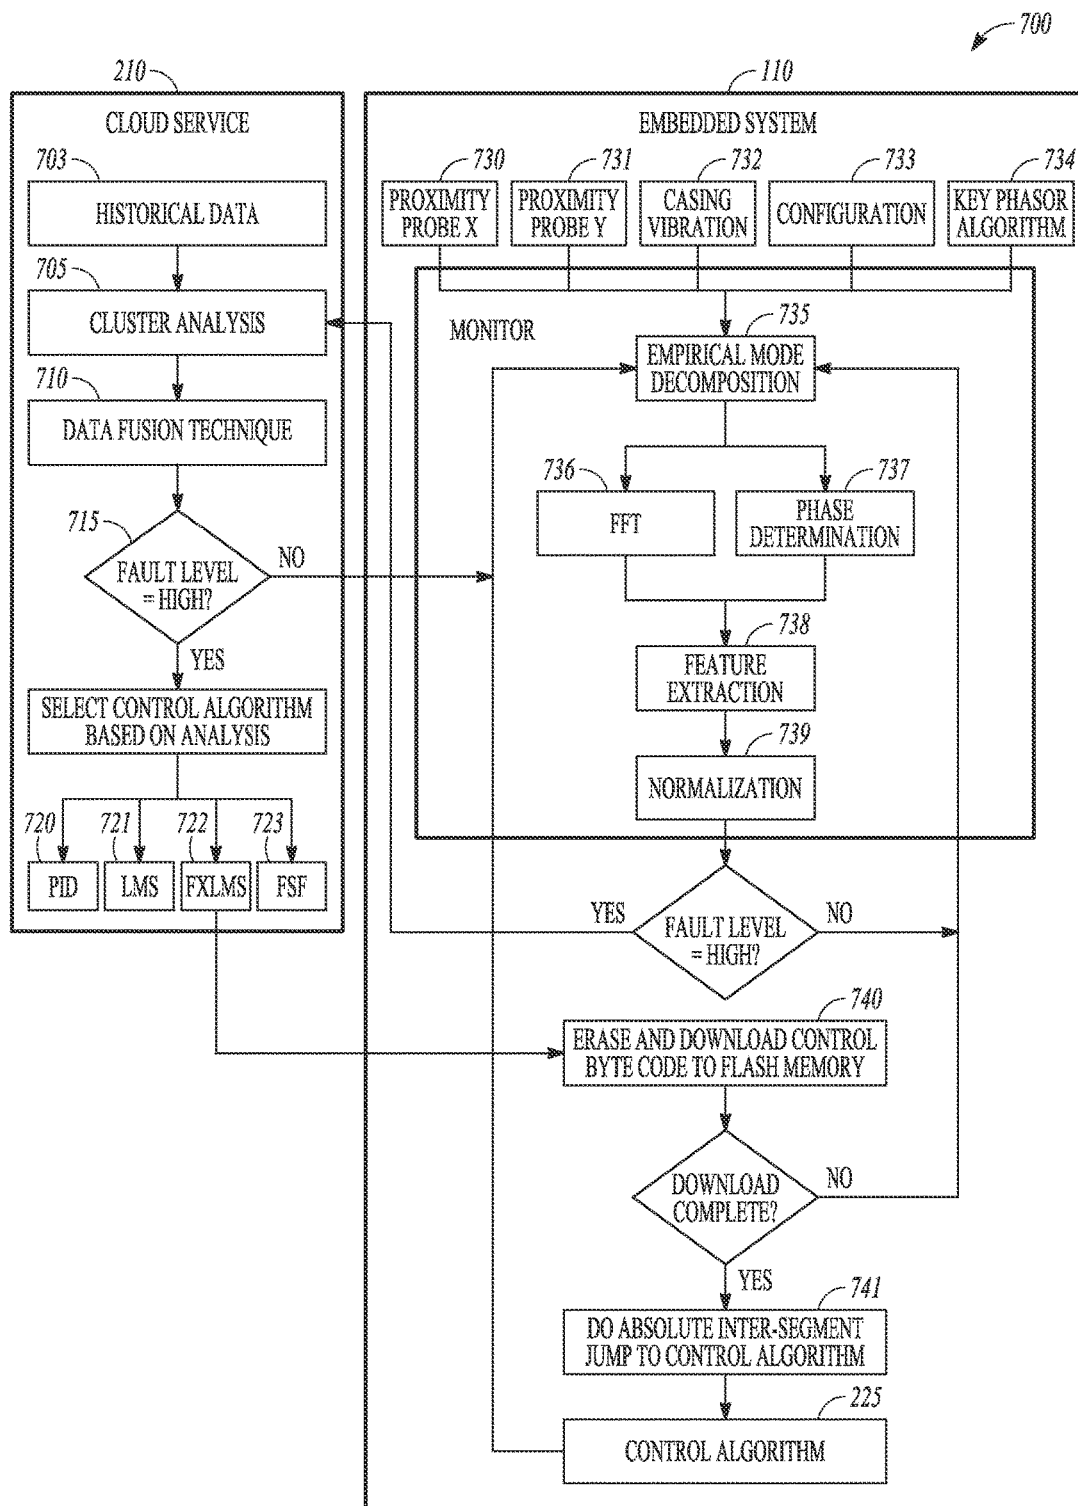 700
210
CLOUD SERVICE
703
HISTORICAL DATA
705
CLUSTER ANALYSIS
710
DATA FUSION TECHNIQUE
715
FAULT LEVEL
= HIGH?
NO
YES
SELECT CONTROL ALGORITHM
BASED ON ANALYSIS
720
721
722
723
PID
LMS
FXLMS
FSF
110
EMBEDDED SYSTEM
730
731
732
733
734
PROXIMITY
PROBE X
PROXIMITY
PROBE Y
CASING
VIBRATION
CONFIGURATION
KEY PHASOR
ALGORITHM
MONITOR
735
EMPIRICAL MODE
DECOMPOSITION
736
FFT
737
PHASE
DETERMINATION
738
FEATURE
EXTRACTION
739
NORMALIZATION
YES
FAULT LEVEL
= HIGH?
NO
740
ERASE AND DOWNLOAD CONTROL
BYTE CODE TO FLASH MEMORY
DOWNLOAD
COMPLETE?
NO
YES
741
DO ABSOLUTE INTER-SEGMENT
JUMP TO CONTROL ALGORITHM
225
CONTROL ALGORITHM